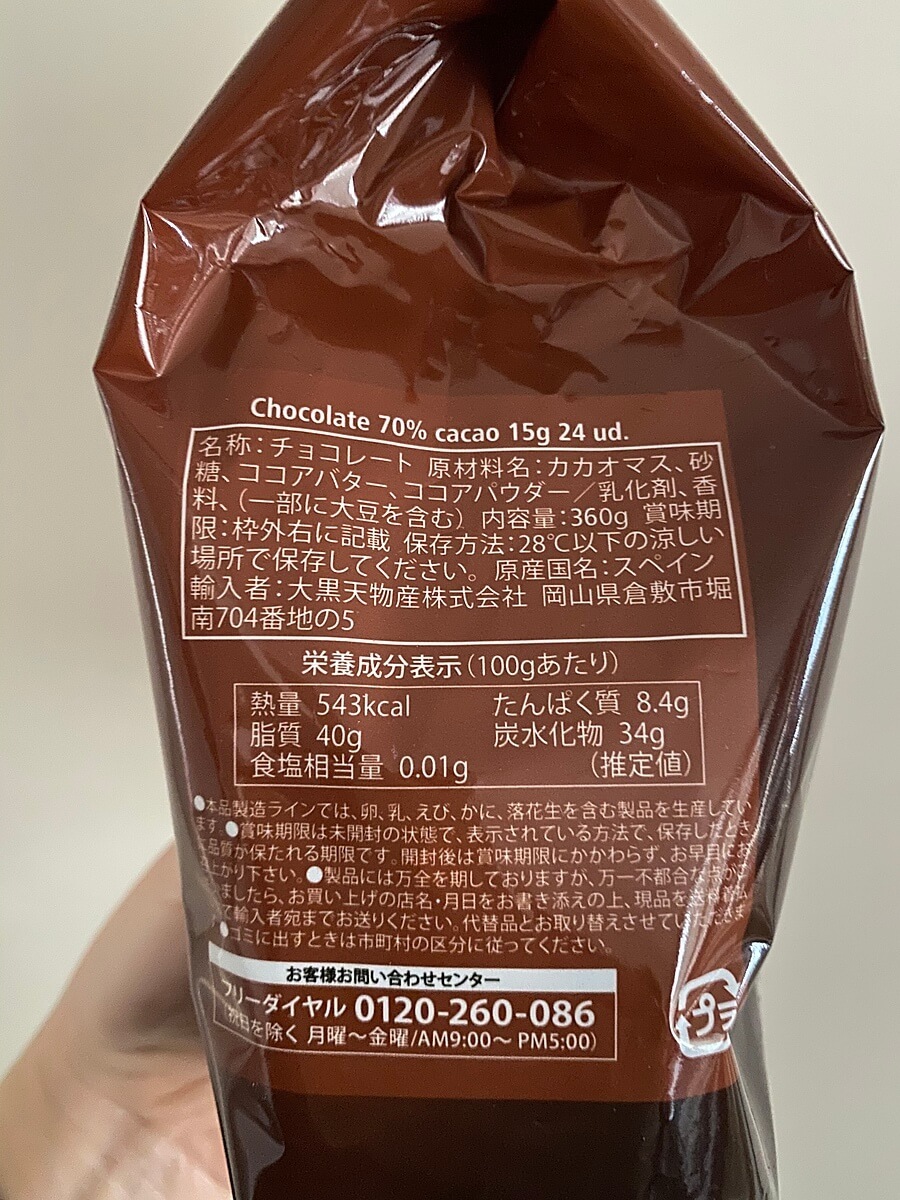 Chocolate 70% cacao 15g 24 ud.
名称：チョコレート 原材料名：カカオマス、砂
糖、ココアバター、ココアパウダー／乳化剤、香
料、（一部に大豆を含む） 内容量：360g 賞味期
限：枠外右に記載 保存方法：28℃以下の涼しい
場所で保存してください。 原産国名：スペイン
輸入者：大黒天物産株式会社 岡山県倉敷市堀
南704番地の5
栄養成分表示（100gあたり）
熱量 543kcal たんぱく質 8.4g
脂質 40g 炭水化物 34g
食塩相当量 0.01g （推定値）
●本品製造ラインでは、卵、乳、えび、かに、落花生を含む製品を生産してい
ます。●賞味期限は未開封の状態で、表示されている方法で、保存したとき
に品質が保たれる期限です。開封後は賞味期限にかかわらず、お早目にお
上がり下さい。●製品には万全を期しておりますが、万一不都合な点が
ましたら、お買い上げの店名・月日をお書き添えの上、現品を
て輸入者宛までお送りください。代替品とお取り替えさせていただきま
●ゴミに出すときは市町村の区分に従ってください。
お客様お問い合わせセンター
フリーダイヤル 0120-260-086
（祝日を除く 月曜～金曜/AM9:00～ PM5:00）
プラ